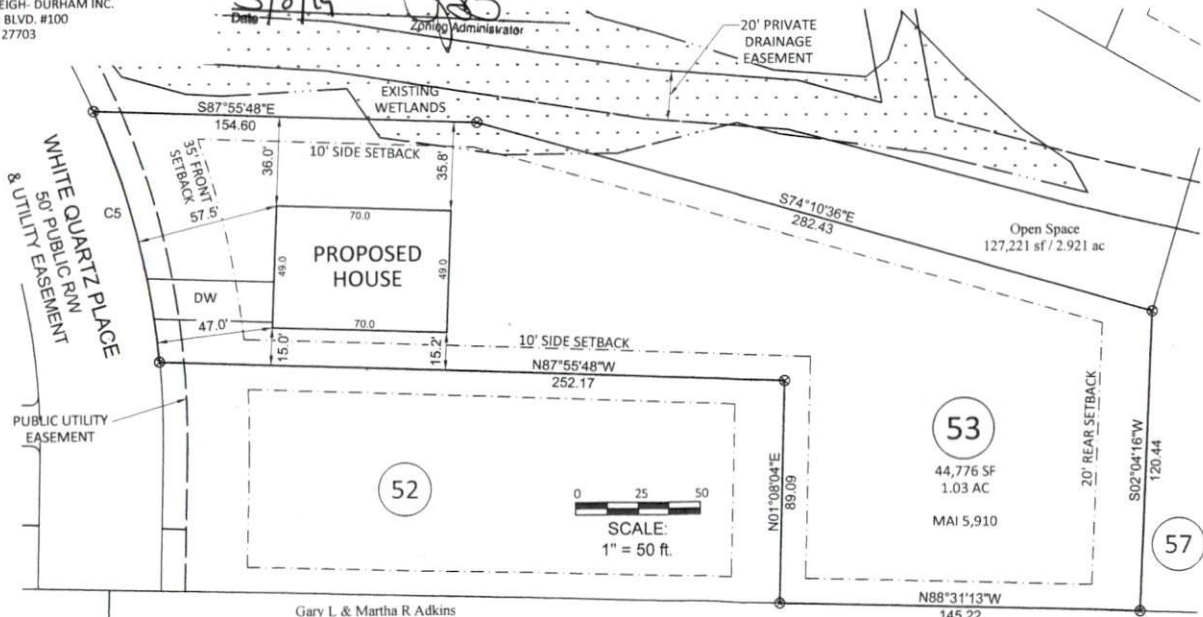 EIGH- DURHAM INC.
BLVD. #100
27703
Date
Zoning Administrator
20' PRIVATE
DRAINAGE
EASEMENT
EXISTING
WETLANDS
S87°55'48"E
154.60
10' SIDE SETBACK
35' FRONT
SETBACK
36.0'
35.8'
57.5'
C5
WHITE QUARTZ PLACE
50' PUBLIC R/W
& UTILITY EASEMENT
70.0
PROPOSED
HOUSE
49.0
49.0
70.0
DW
47.0'
15.0'
15.2'
S74°10'36"E
282.43
Open Space
127,221 sf / 2.921 ac
10' SIDE SETBACK
N87°55'48"W
252.17
PUBLIC UTILITY
EASEMENT
52
0 25 50
SCALE:
1" = 50 ft.
N01°08'04"E
89.09
53
44,776 SF
1.03 AC
MAI 5,910
20' REAR SETBACK
S02°04'16"W
120.44
57
N88°31'13"W
145.22
Gary L & Martha R Adkins